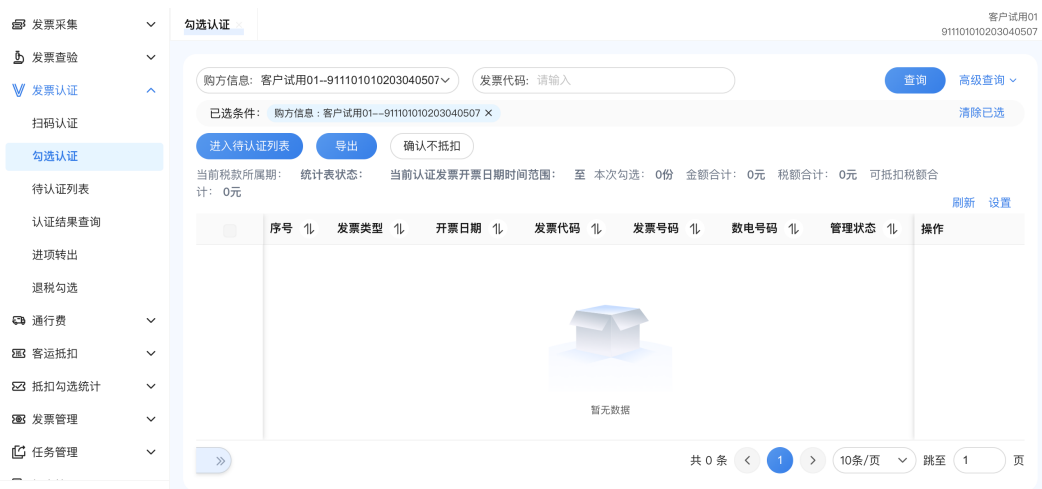 客户试用01
911101010203040507
发票采集
发票查验
发票认证
扫码认证
勾选认证
待认证列表
认证结果查询
进项转出
退税勾选
通行费
客运抵扣
抵扣勾选统计
发票管理
任务管理
勾选认证
购方信息: 客户试用01--911101010203040507
发票代码: 请输入
查询 高级查询
已选条件： 购方信息：客户试用01--911101010203040507 × 清除已选
进入待认证列表 导出 确认不抵扣
当前税款所属期： 统计表状态： 当前认证发票开票日期时间范围： 至 本次勾选： 0份 金额合计： 0元 税额合计： 0元 可抵扣税额合
计： 0元
刷新 设置
序号 发票类型 开票日期 发票代码 发票号码 数电号码 管理状态 操作
暂无数据
共 0 条 1 10条/页 跳至 1 页